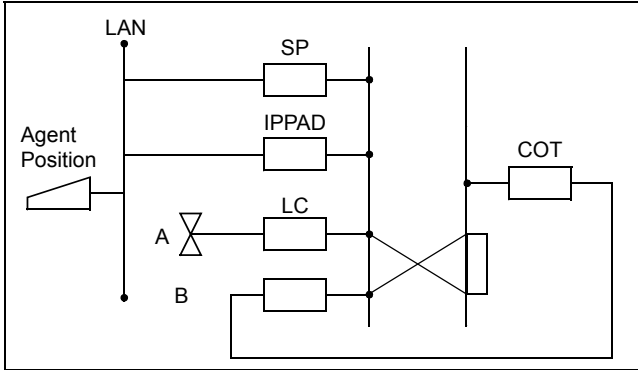 LAN
SP
IPPAD
Agent
Position
COT
LC
A
B